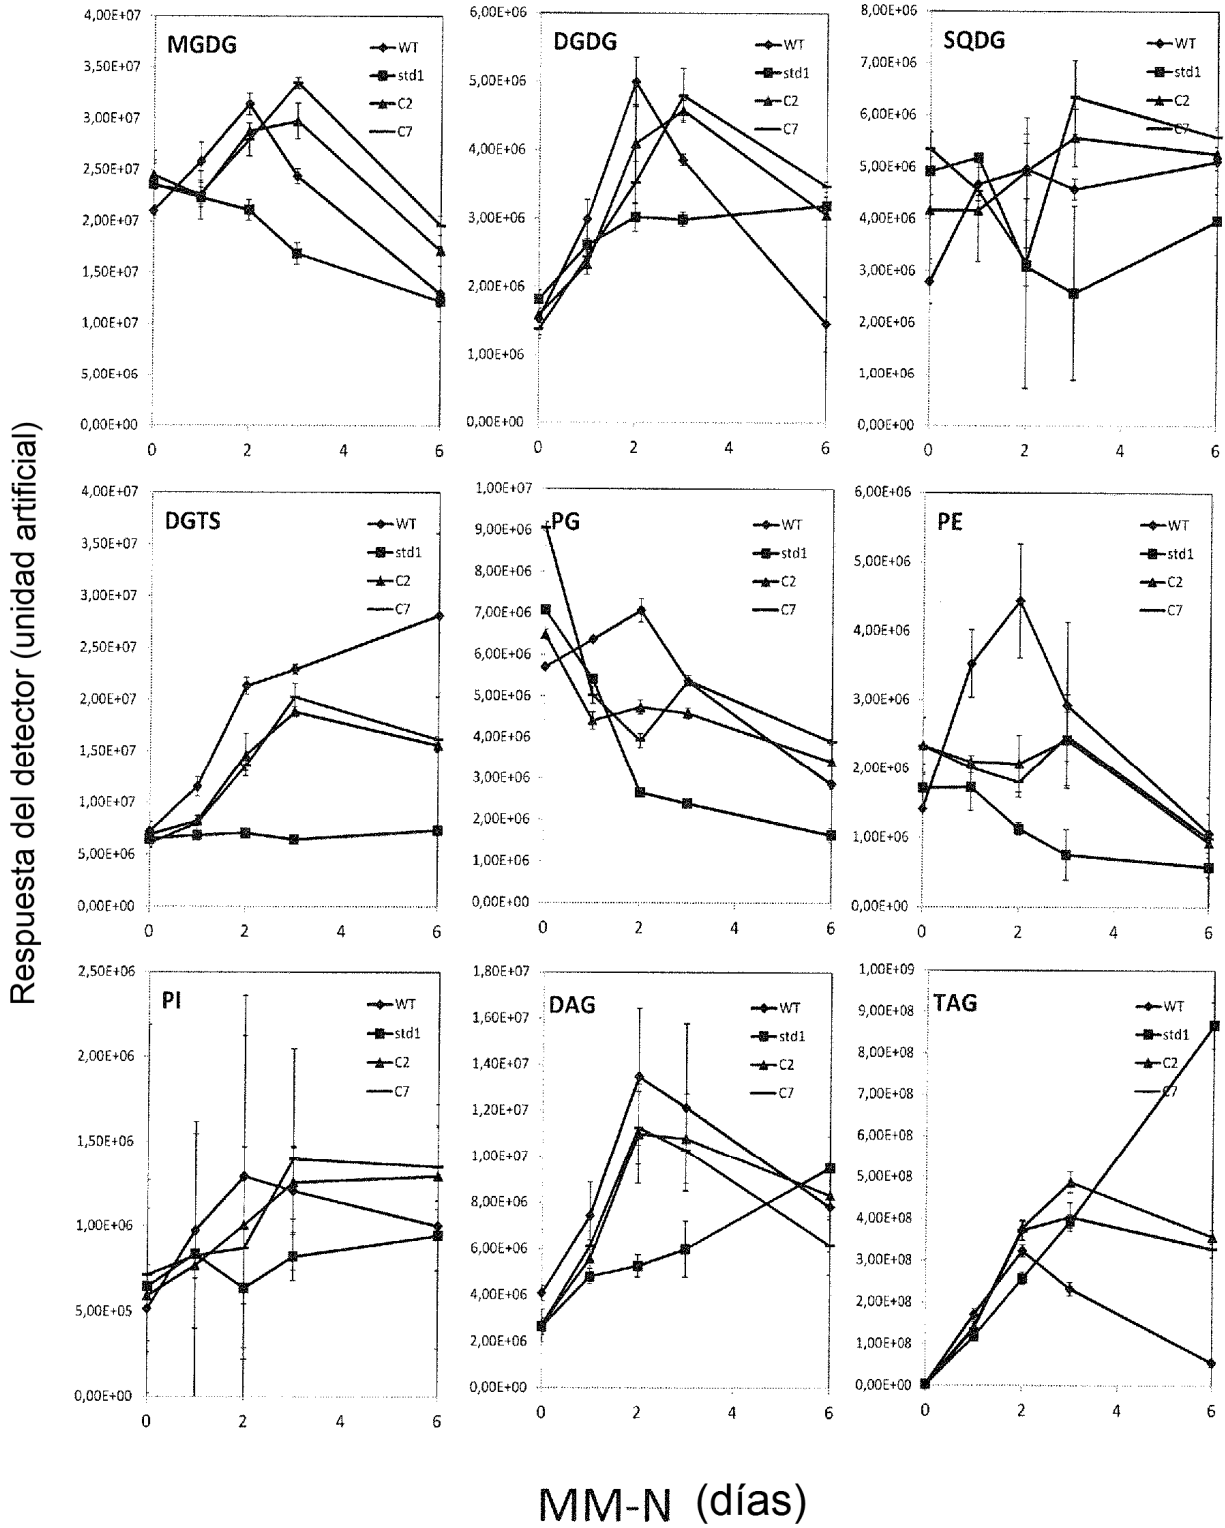 MGDG
WT
std1
C2
C7
4,00E+07
3,50E+07
3,00E+07
2,50E+07
2,00E+07
1,50E+07
1,00E+07
5,00E+06
0,00E+00
0 2 4 6
DGDG
WT
std1
C2
C7
6,00E+06
5,00E+06
4,00E+06
3,00E+06
2,00E+06
1,00E+06
0,00E+00
0 2 4 6
SQDG
WT
std1
C2
C7
8,00E+06
7,00E+06
6,00E+06
5,00E+06
4,00E+06
3,00E+06
2,00E+06
1,00E+06
0,00E+00
0 2 4 6
Respuesta del detector (unidad artificial)
DGTS
WT
std1
C2
C7
4,00E+07
3,50E+07
3,00E+07
2,50E+07
2,00E+07
1,50E+07
1,00E+07
5,00E+06
0,00E+00
0 2 4 6
PG
WT
std1
C2
C7
1,00E+07
9,00E+06
8,00E+06
7,00E+06
6,00E+06
5,00E+06
4,00E+06
3,00E+06
2,00E+06
1,00E+06
0,00E+00
0 2 4 6
PE
WT
std1
C2
C7
6,00E+06
5,00E+06
4,00E+06
3,00E+06
2,00E+06
1,00E+06
0,00E+00
0 2 4 6
PI
WT
std1
C2
C7
2,50E+06
2,00E+06
1,50E+06
1,00E+06
5,00E+05
0,00E+00
0 2 4 6
DAG
WT
std1
C2
C7
1,80E+07
1,60E+07
1,40E+07
1,20E+07
1,00E+07
8,00E+06
6,00E+06
4,00E+06
2,00E+06
0,00E+00
0 2 4 6
TAG
WT
std1
C2
C7
1,00E+09
9,00E+08
8,00E+08
7,00E+08
6,00E+08
5,00E+08
4,00E+08
3,00E+08
2,00E+08
1,00E+08
0,00E+00
0 2 4 6
MM-N (días)